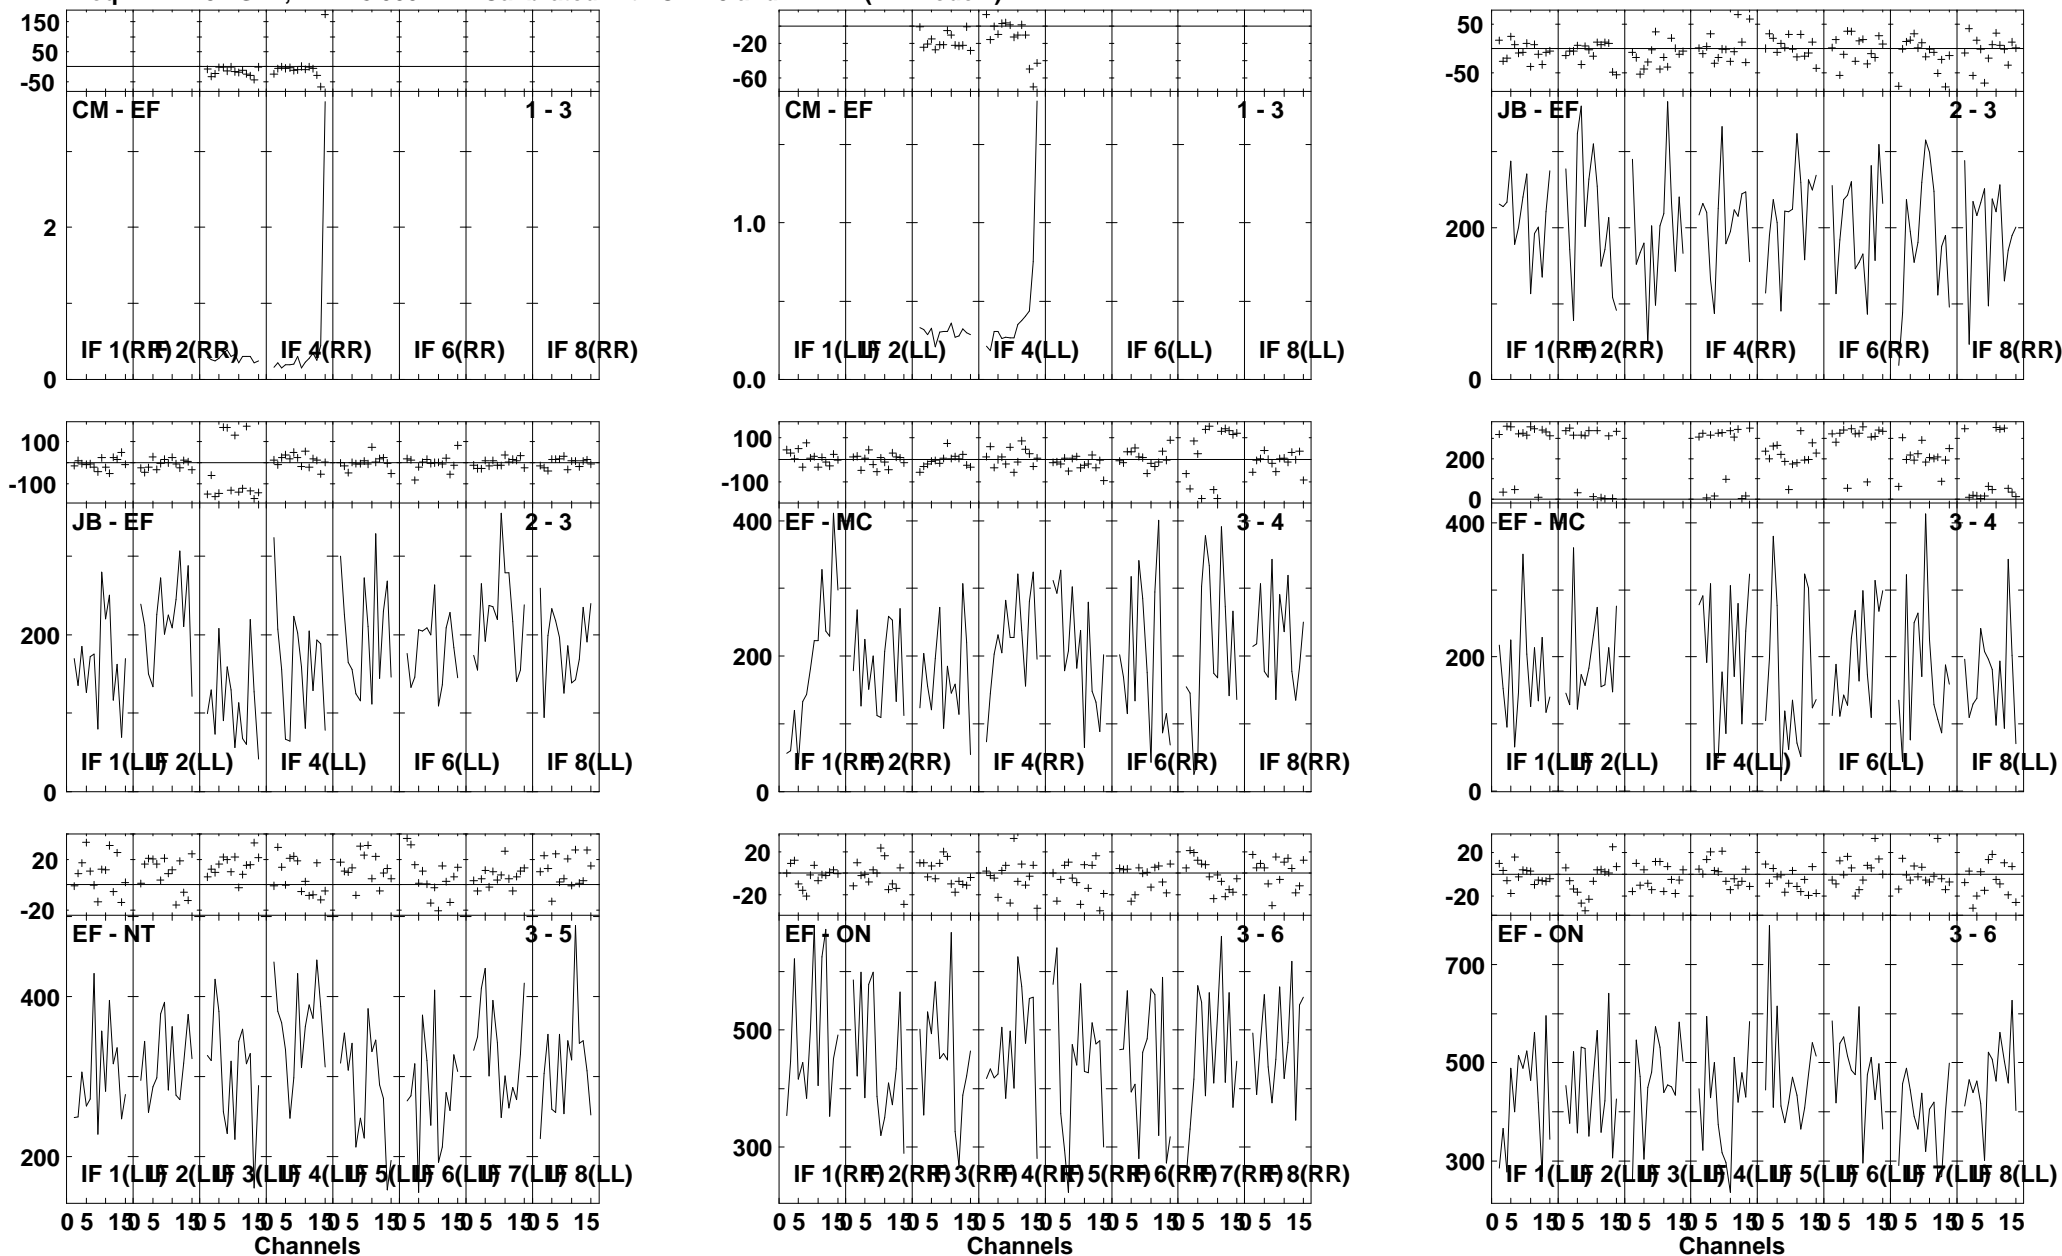 150
50
-50
CM - EF 1 - 3
2
0
IF 1(RR) IF 2(RR) IF 4(RR) IF 6(RR) IF 8(RR)
-20
-60
CM - EF 1 - 3
1.0
0.0
IF 1(LL) IF 2(LL) IF 4(LL) IF 6(LL) IF 8(LL)
50
-50
JB - EF 2 - 3
200
0
IF 1(RR) IF 2(RR) IF 4(RR) IF 6(RR) IF 8(RR)
100
-100
JB - EF 2 - 3
200
0
IF 1(LL) IF 2(LL) IF 4(LL) IF 6(LL) IF 8(LL)
100
-100
400
EF - MC 3 - 4
200
0
IF 1(RR) IF 2(RR) IF 4(RR) IF 6(RR) IF 8(RR)
200
0
400
EF - MC 3 - 4
200
0
IF 1(LL) IF 2(LL) IF 4(LL) IF 6(LL) IF 8(LL)
20
-20
EF - NT 3 - 5
400
200
IF 1(LL) IF 2(LL) IF 3(LL) IF 4(LL) IF 5(LL) IF 6(LL) IF 7(LL) IF 8(LL)
0 5 15 0 5 15 0 5 15 0 5 15 0 5 15 0 5 15 0 5 15 0 5 15
Channels
20
-20
EF - ON 3 - 6
500
300
IF 1(RR) IF 2(RR) IF 3(RR) IF 4(RR) IF 5(RR) IF 6(RR) IF 7(RR) IF 8(RR)
0 5 15 0 5 15 0 5 15 0 5 15 0 5 15 0 5 15 0 5 15 0 5 15
Channels
20
-20
EF - ON 3 - 6
700
500
300
IF 1(LL) IF 2(LL) IF 3(LL) IF 4(LL) IF 5(LL) IF 6(LL) IF 7(LL) IF 8(LL)
0 5 15 0 5 15 0 5 15 0 5 15 0 5 15 0 5 15 0 5 15 0 5 15
Channels